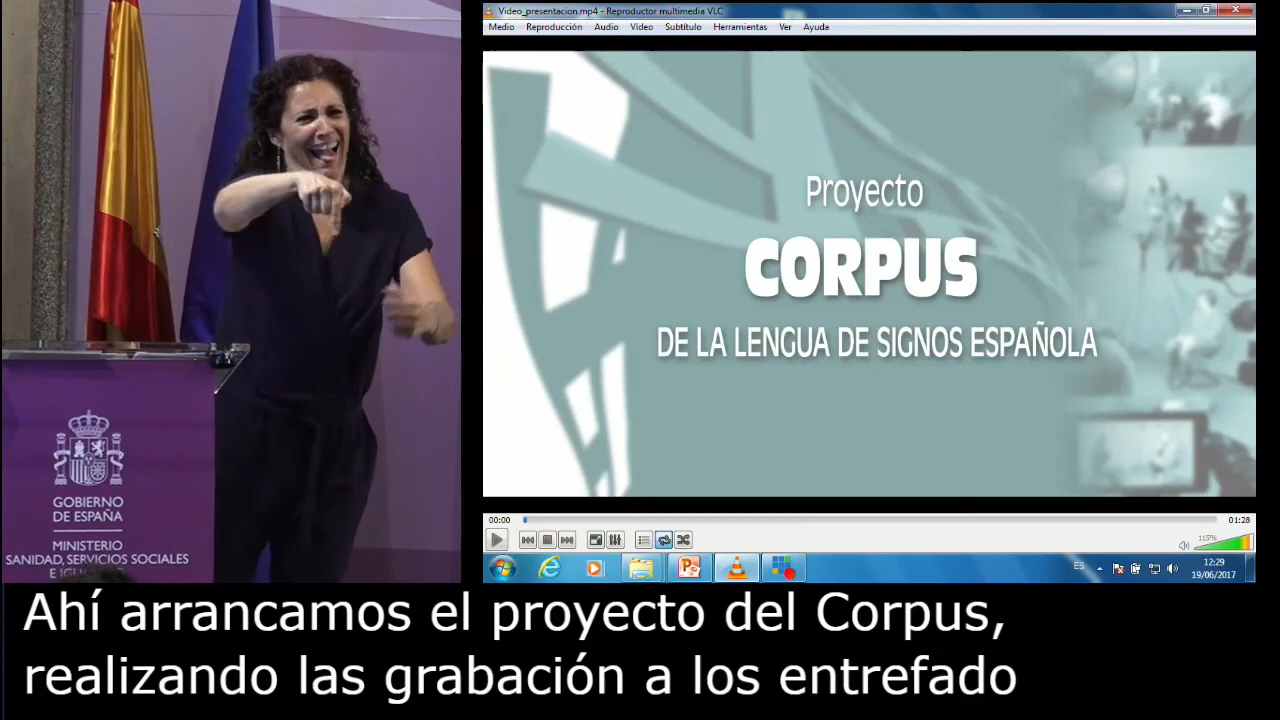 Video_presentacion.mp4 - Reproductor multimedia VLC
Medio Reproducción Audio Vídeo Subtítulo Herramientas Ver Ayuda
Proyecto
CORPUS
DE LA LENGUA DE SIGNOS ESPAÑOLA
GOBIERNO
DE ESPAÑA
MINISTERIO
SANIDAD, SERVICIOS SOCIALES
00:00
01:28
115%
ES
12:29
19/06/2017
Ahí arrancamos el proyecto del Corpus,
realizando las grabación a los entrefado